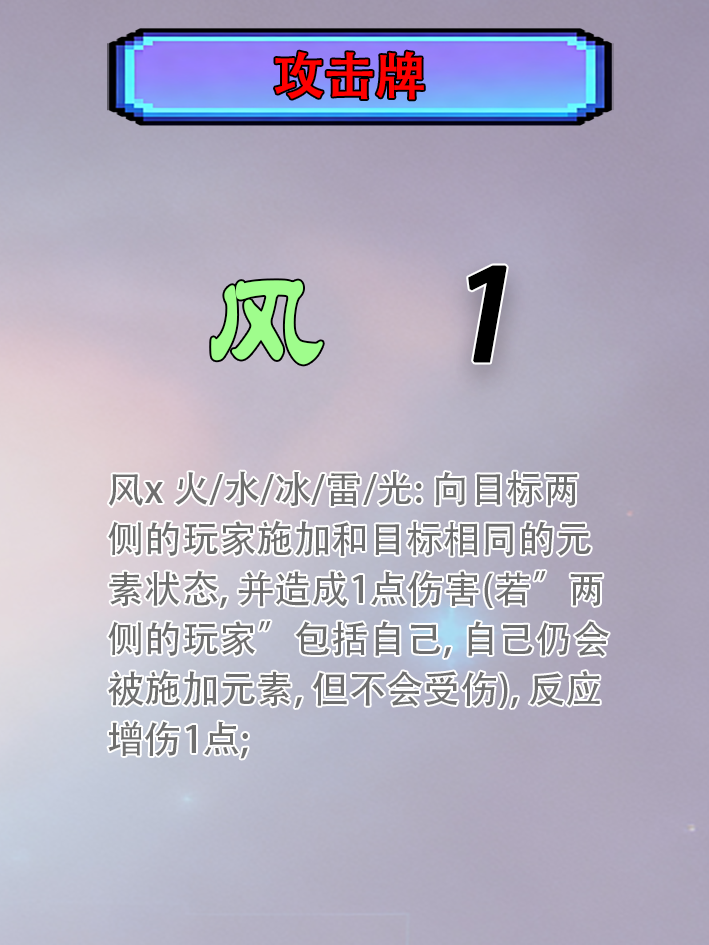 攻击牌
风 1
风x 火/水/冰/雷/光: 向目标两
侧的玩家施加和目标相同的元
素状态, 并造成1点伤害(若”两
侧的玩家”包括自己, 自己仍会
被施加元素, 但不会受伤), 反应
增伤1点;